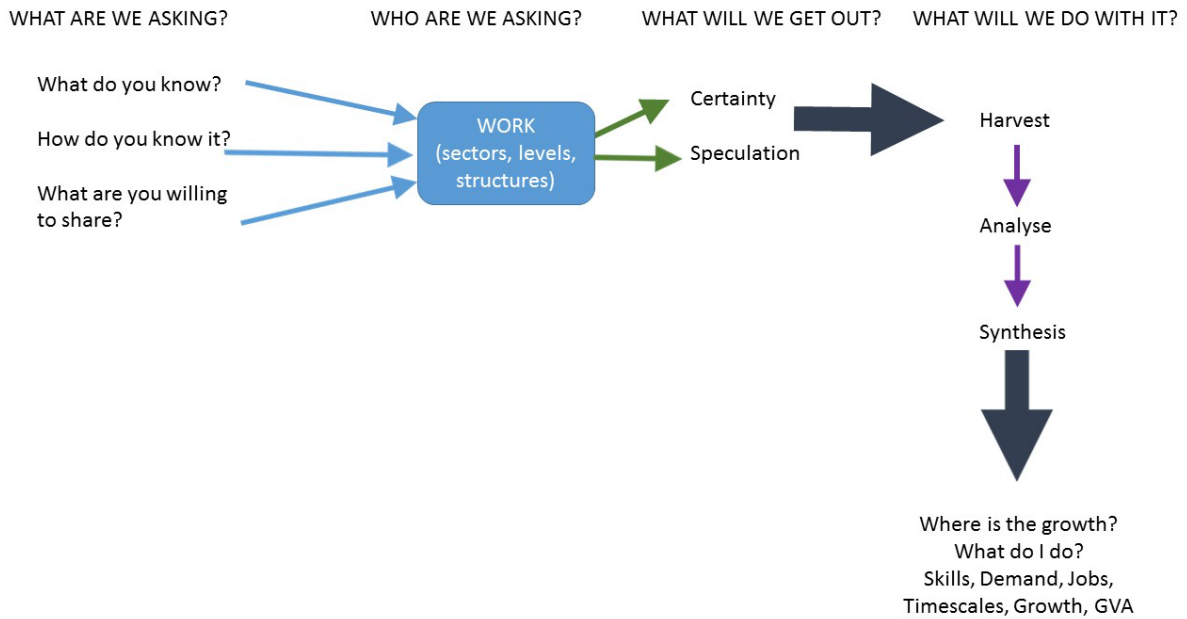 WHAT ARE WE ASKING?
WHO ARE WE ASKING?
WHAT WILL WE GET OUT?
WHAT WILL WE DO WITH IT?
What do you know?
How do you know it?
What are you willing
to share?
WORK
(sectors, levels,
structures)
Certainty
Speculation
Harvest
Analyse
Synthesis
Where is the growth?
What do I do?
Skills, Demand, Jobs,
Timescales, Growth, GVA